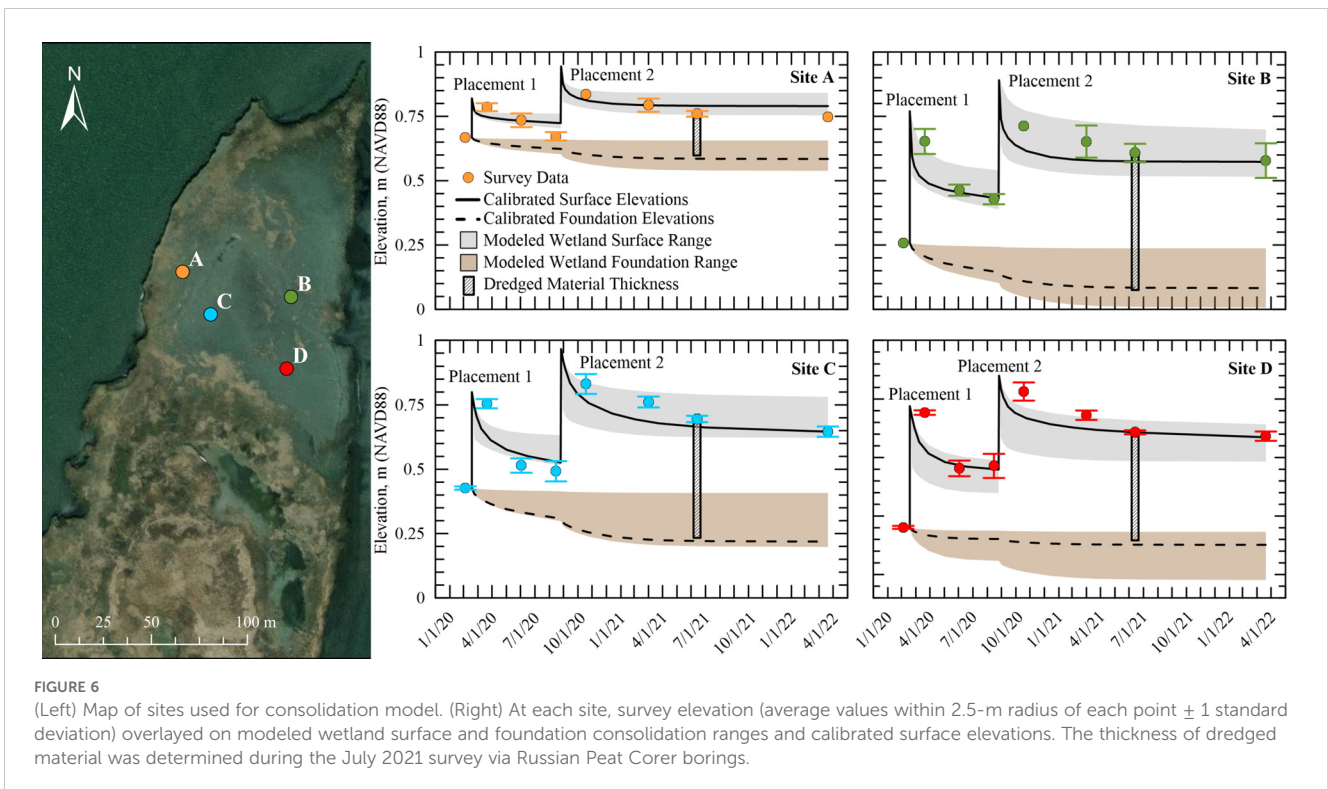 N
A
B
C
D
0 50 100 m
25 75
1
0.75
0.5
0.25
0
Elevation, m (NAVD88)
Placement 1
Placement 2
Site A
Survey Data
Calibrated Surface Elevations
Calibrated Foundation Elevations
Modeled Wetland Surface Range
Modeled Wetland Foundation Range
Dredged Material Thickness
Placement 1
Placement 2
Site B
1
0.75
0.5
0.25
0
Elevation, m (NAVD88)
Placement 1
Placement 2
Site C
1/1/20
4/1/20
7/1/20
10/1/20
1/1/21
4/1/21
7/1/21
10/1/21
1/1/22
4/1/22
Placement 1
Placement 2
Site D
1/1/20
4/1/20
7/1/20
10/1/20
1/1/21
4/1/21
7/1/21
10/1/21
1/1/22
4/1/22
FIGURE 6
(Left) Map of sites used for consolidation model. (Right) At each site, survey elevation (average values within 2.5-m radius of each point ± 1 standard
deviation) overlayed on modeled wetland surface and foundation consolidation ranges and calibrated surface elevations. The thickness of dredged
material was determined during the July 2021 survey via Russian Peat Corer borings.